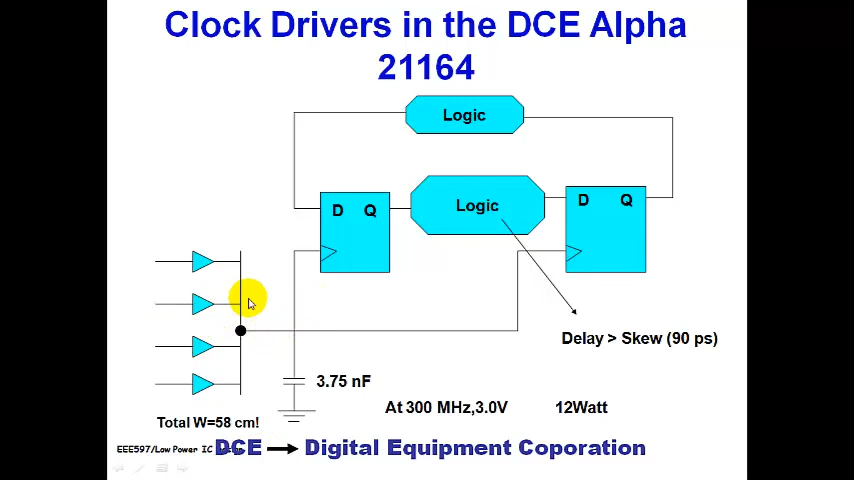 Clock Drivers in the DCE Alpha
21164
Logic
D Q
Logic
D Q
Delay > Skew (90 ps)
3.75 nF
At 300 MHz,3.0V 12Watt
Total W=58 cm!
EEE597/Low Power IC
DCE Digital Equipment Coporation